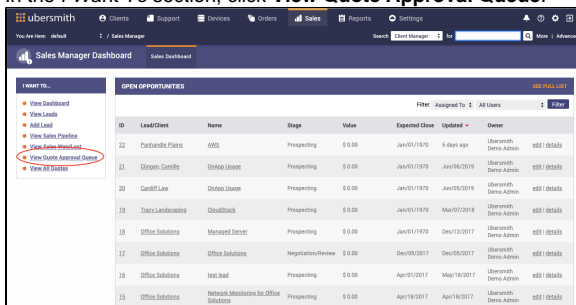 In the I Want To section, click View Quote Approval Queue.
ubersmith Clients Support Devices Orders Sales Reports Settings
You Are Here: default / Sales Manager Search Client Manager for More | Advanced
Sales Manager Dashboard Sales Dashboard
I WANT TO...
View Dashboard
View Leads
Add Lead
View Sales Pipeline
View Sales Won/Lost
View Quote Approval Queue
View All Quotes
OPEN OPPORTUNITIES SEE FULL LIST
Filter: Assigned To All Users Filter
ID Lead/Client Name Stage Value Expected Close Updated Owner
22 Panhandle Plains AWS Prospecting $ 0.00 Jan/01/1970 5 days ago Ubersmith Demo Admin edit | details
21 Clingan, Camille OnApp Usage Prospecting $ 0.00 Jan/01/1970 Jun/06/2019 Ubersmith Demo Admin edit | details
20 Cardiff Law OnApp Usage Prospecting $ 0.00 Jan/01/1970 Jun/05/2019 Ubersmith Demo Admin edit | details
19 Tracy Landscaping CloudStack Prospecting $ 0.00 Jan/01/1970 Mar/07/2018 Ubersmith Demo Admin edit | details
18 Office Solutions Managed Server Prospecting $ 0.00 Jan/01/1970 Dec/12/2017 Ubersmith Demo Admin edit | details
17 Office Solutions Office Solutions Negotiation/Review $ 0.00 Dec/05/2017 Dec/05/2017 Ubersmith Demo Admin edit | details
16 Office Solutions test lead Prospecting $ 0.00 Apr/01/2017 May/18/2017 Ubersmith Demo Admin edit | details
15 Office Solutions Network Monitoring for Office Solutions Prospecting $ 0.00 Apr/18/2017 Apr/18/2017 Ubersmith Demo Admin edit | details